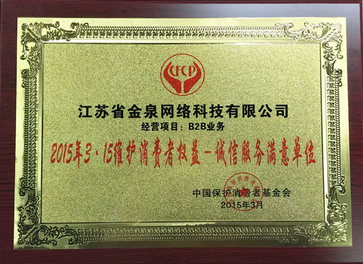 CFCP
江苏省金泉网络科技有限公司
经营项目：B2B业务
2015年3·15维护消费者权益－诚信服务满意单位
中国保护消费者基金会
2015年3月